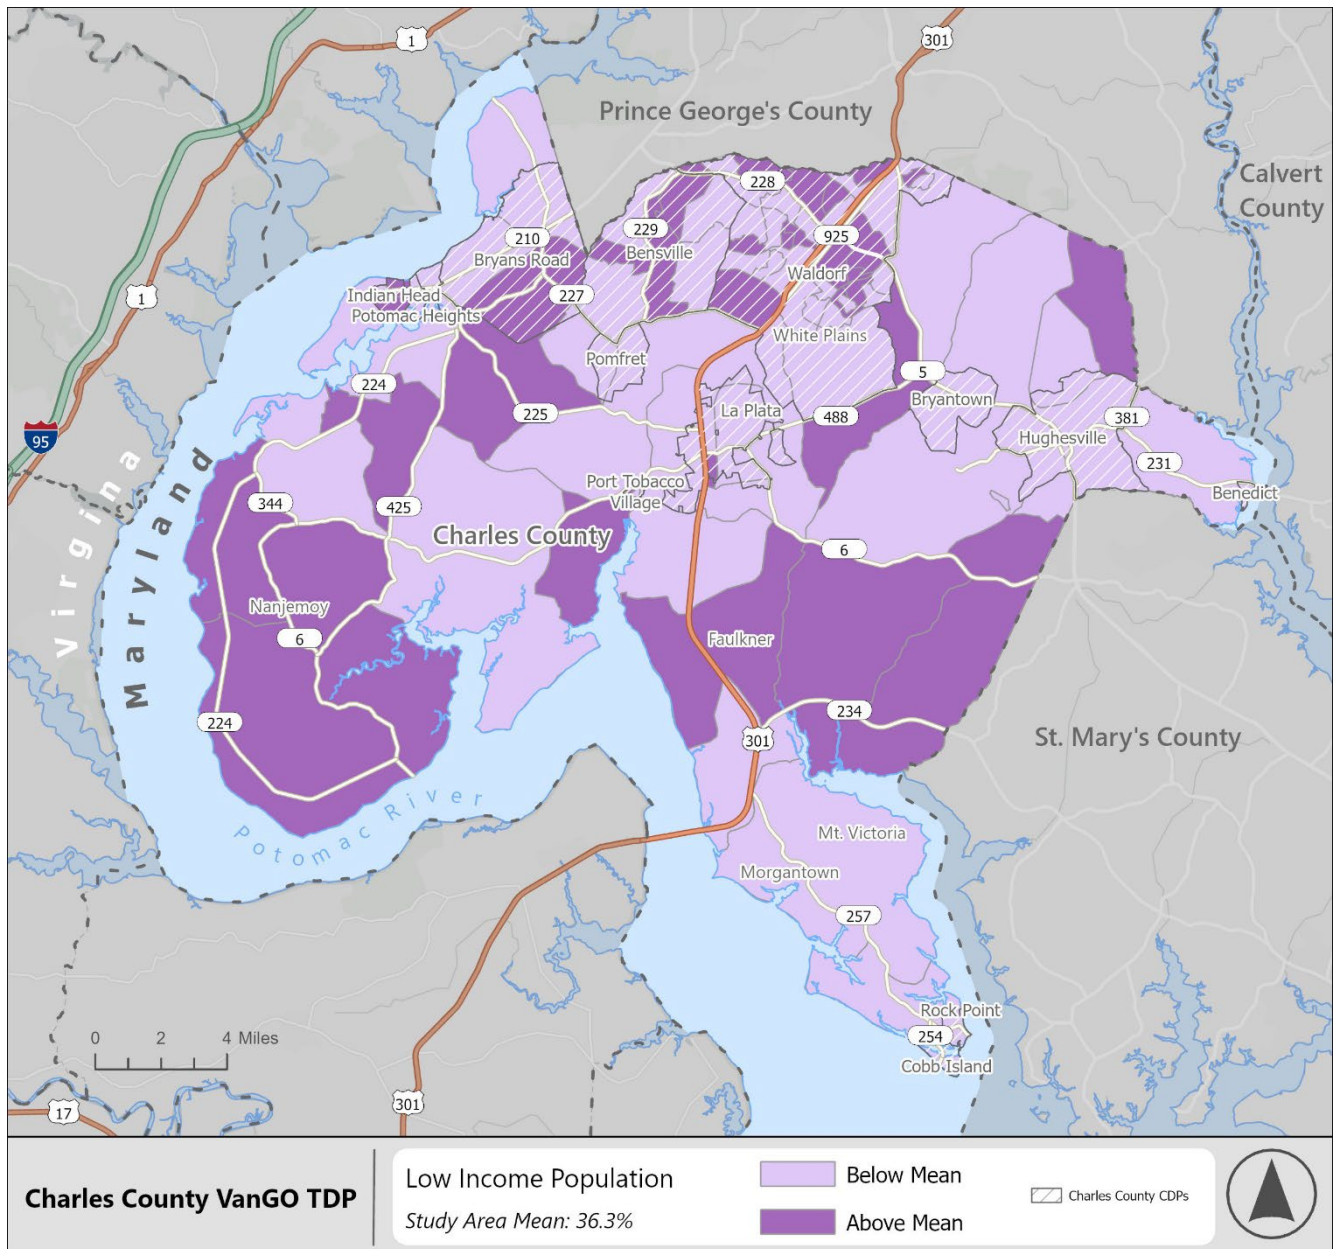 1
301
Prince George's County
Calvert
County
228
229
925
210
Bensville
Bryans Road
Waldorf
Indian Head
227
1
Potomac Heights
White Plains
Pomfret
5
224
Bryantown
225
La Plata
488
381
95
Hughesville
231
Port Tobacco
Village
Benedict
344
425
Charles County
Virginia
Maryland
6
Nanjemoy
6
Faulkner
224
234
301
St. Mary's County
Potomac River
Mt. Victoria
Morgantown
257
Rock Point
254
Cobb Island
0 2 4 Miles
301
17
Charles County VanGO TDP
Low Income Population
Study Area Mean: 36.3%
Below Mean
Above Mean
Charles County CDPs